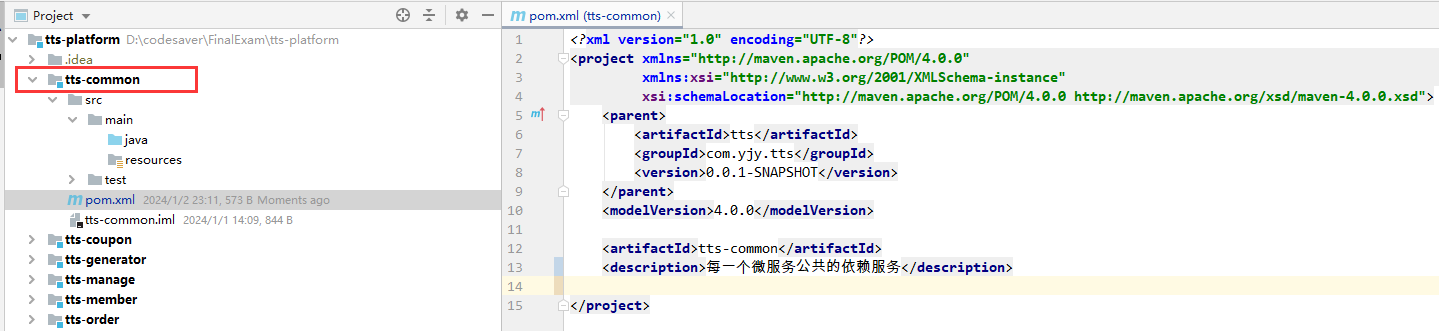 Project
tts-platform D:\codesaver\FinalExam\tts-platform
.idea
tts-common
src
main
java
resources
test
pom.xml 2024/1/2 23:11, 573 B Moments ago
tts-common.iml 2024/1/1 14:09, 844 B
tts-coupon
tts-generator
tts-manage
tts-member
tts-order
pom.xml (tts-common)
1 <?xml version="1.0" encoding="UTF-8"?>
2 <project xmlns="http://maven.apache.org/POM/4.0.0"
3 xmlns:xsi="http://www.w3.org/2001/XMLSchema-instance"
4 xsi:schemaLocation="http://maven.apache.org/POM/4.0.0 http://maven.apache.org/xsd/maven-4.0.0.xsd">
5 <parent>
6 <artifactId>tts</artifactId>
7 <groupId>com.yjy.tts</groupId>
8 <version>0.0.1-SNAPSHOT</version>
9 </parent>
10 <modelVersion>4.0.0</modelVersion>
11
12 <artifactId>tts-common</artifactId>
13 <description>每一个微服务公共的依赖服务</description>
14
15 </project>